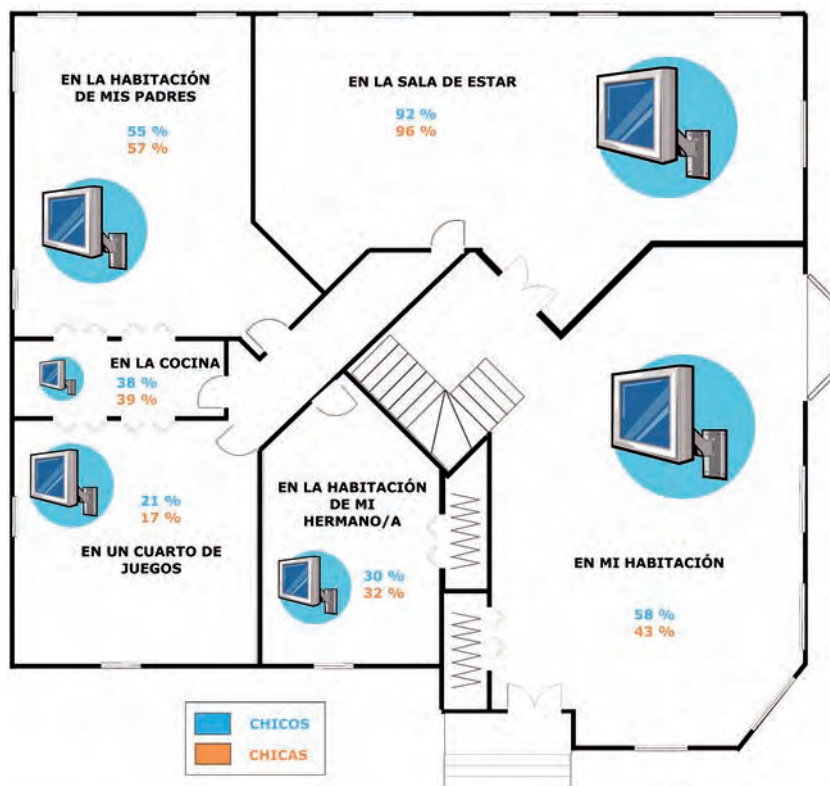 EN LA HABITACIÓN
DE MIS PADRES
55 %
57 %
EN LA SALA DE ESTAR
92 %
96 %
EN LA COCINA
38 %
39 %
21 %
17 %
EN UN CUARTO DE
JUEGOS
EN LA HABITACIÓN
DE MI
HERMANO/A
30 %
32 %
EN MI HABITACIÓN
58 %
43 %
CHICOS
CHICAS